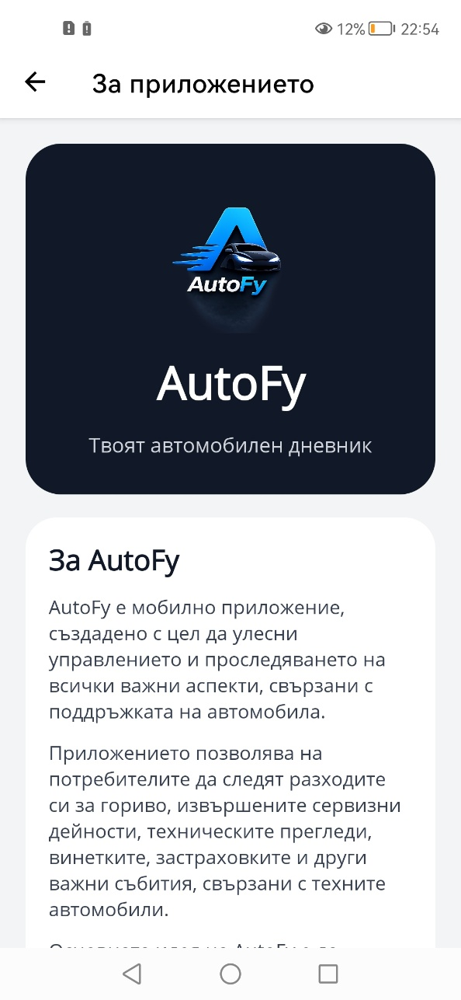 12% 22:54
За приложението
AutoFy
AutoFy
Твоят автомобилен дневник
За AutoFy
AutoFy е мобилно приложение,
създадено с цел да улесни
управлението и проследяването на
всички важни аспекти, свързани с
поддръжката на автомобила.
Приложението позволява на
потребителите да следят разходите
си за гориво, извършените сервизни
дейности, техническите прегледи,
винетките, застраховките и други
важни събития, свързани с техните
автомобили.